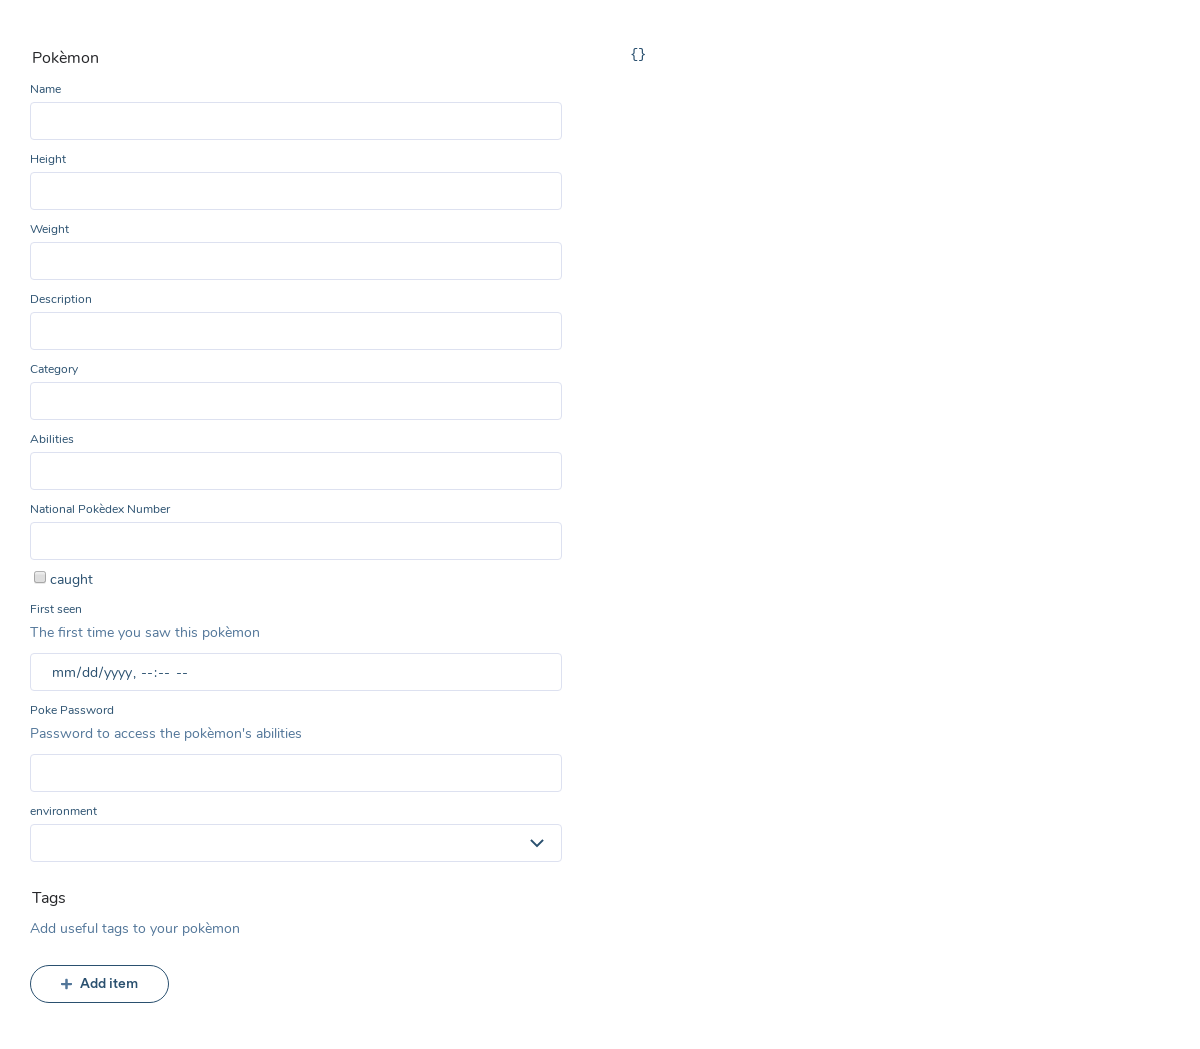 Pokèmon
{}
Name
Height
Weight
Description
Category
Abilities
National Pokèdex Number
caught
First seen
The first time you saw this pokèmon
mm/dd/yyyy, --:-- --
Poke Password
Password to access the pokèmon's abilities
environment
Tags
Add useful tags to your pokèmon
+ Add item